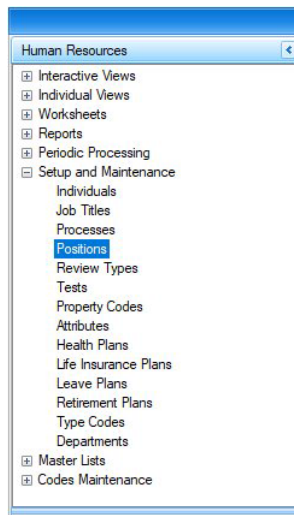 Human Resources
Interactive Views
Individual Views
Worksheets
Reports
Periodic Processing
Setup and Maintenance
Individuals
Job Titles
Processes
Positions
Review Types
Tests
Property Codes
Attributes
Health Plans
Life Insurance Plans
Leave Plans
Retirement Plans
Type Codes
Departments
Master Lists
Codes Maintenance